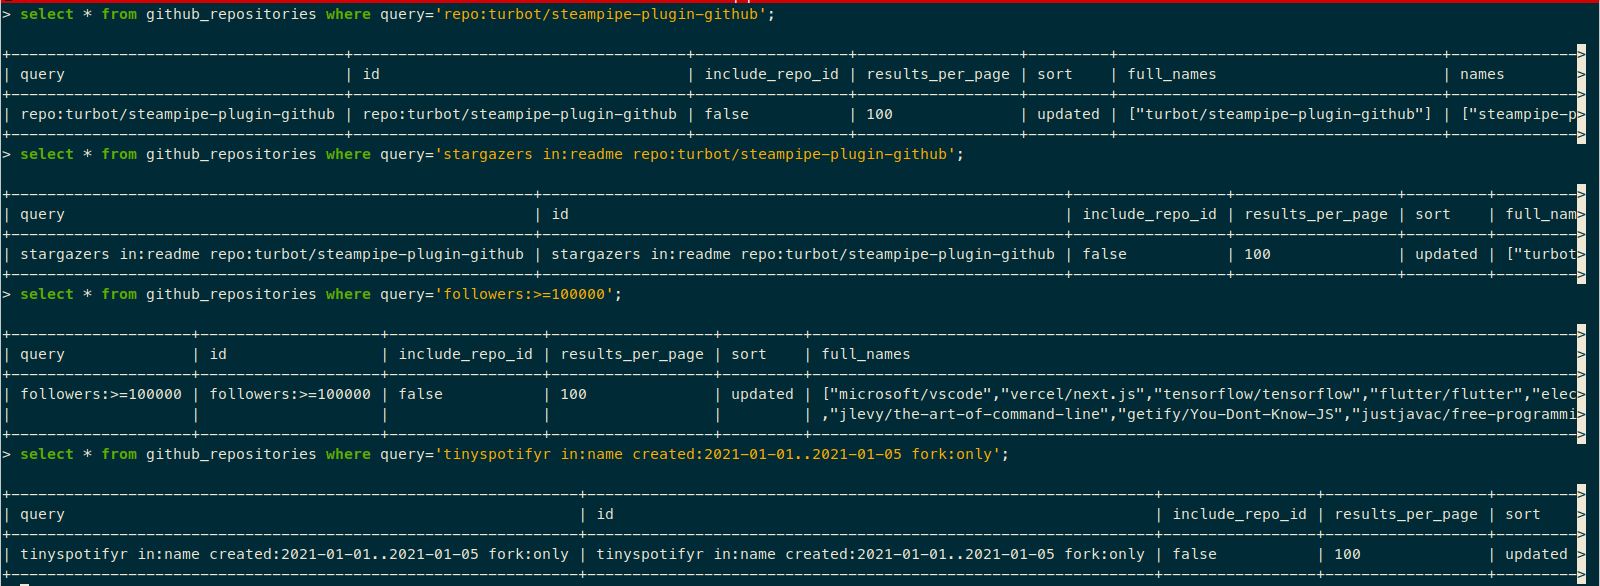 > select * from github_repositories where query='repo:turbot/steampipe-plugin-github';
| query | id | include_repo_id | results_per_page | sort | full_names | names >
| repo:turbot/steampipe-plugin-github | repo:turbot/steampipe-plugin-github | false | 100 | updated | ["turbot/steampipe-plugin-github"] | ["steampipe-p>
> select * from github_repositories where query='stargazers in:readme repo:turbot/steampipe-plugin-github';
| query | id | include_repo_id | results_per_page | sort | full_nam>
| stargazers in:readme repo:turbot/steampipe-plugin-github | stargazers in:readme repo:turbot/steampipe-plugin-github | false | 100 | updated | ["turbot>
> select * from github_repositories where query='followers:>=100000';
| query | id | include_repo_id | results_per_page | sort | full_names >
| followers:>=100000 | followers:>=100000 | false | 100 | updated | ["microsoft/vscode","vercel/next.js","tensorflow/tensorflow","flutter/flutter","elec>
| | | | | | ,"jlevy/the-art-of-command-line","getify/You-Dont-Know-JS","justjavac/free-programmi>
> select * from github_repositories where query='tinyspotifyr in:name created:2021-01-01..2021-01-05 fork:only';
| query | id | include_repo_id | results_per_page | sort >
| tinyspotifyr in:name created:2021-01-01..2021-01-05 fork:only | tinyspotifyr in:name created:2021-01-01..2021-01-05 fork:only | false | 100 | updated >